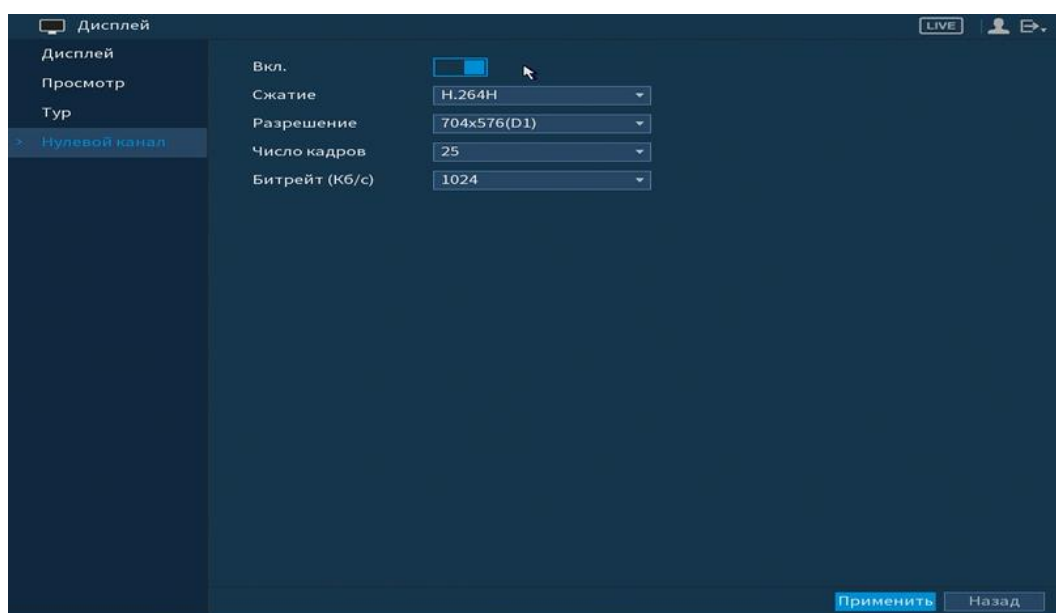 Дисплей LIVE
Дисплей
Просмотр
Тур
> Нулевой канал
Вкл.
Сжатие H.264H
Разрешение 704x576(D1)
Число кадров 25
Битрейт (Кб/с) 1024
Применить Назад